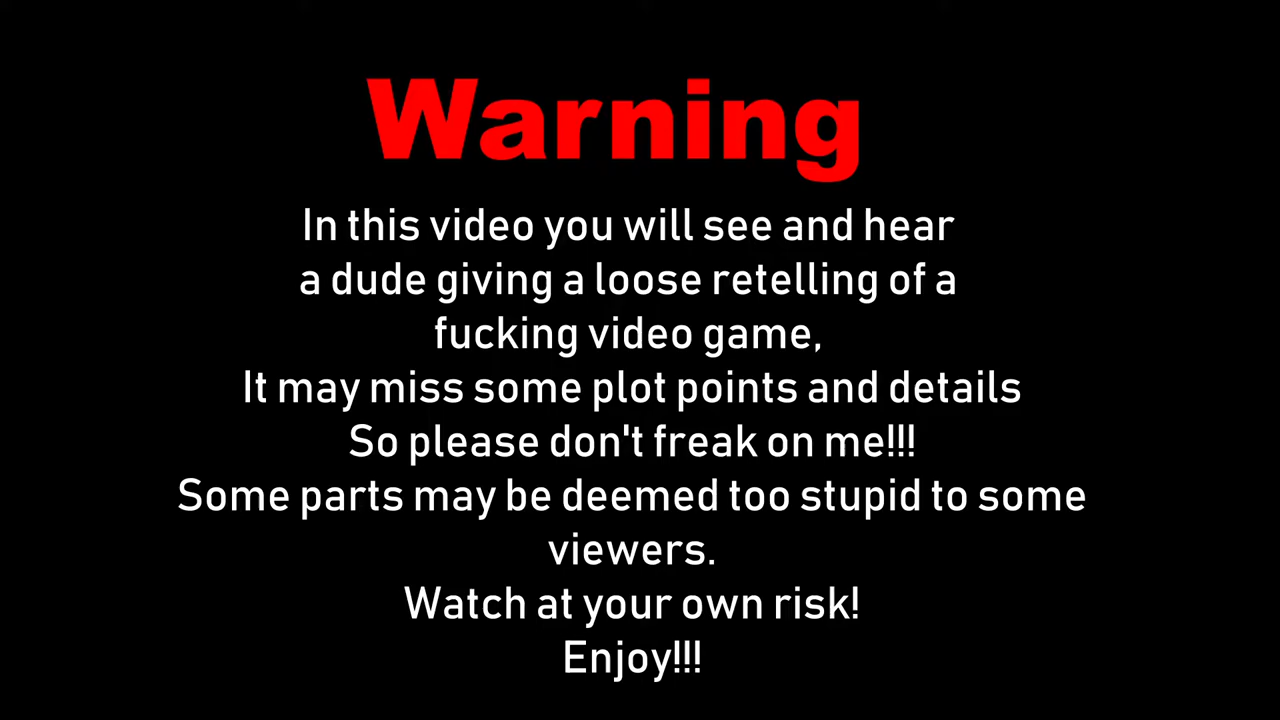 Warning
In this video you will see and hear
a dude giving a loose retelling of a
fucking video game,
It may miss some plot points and details
So please don't freak on me!!!
Some parts may be deemed too stupid to some
viewers.
Watch at your own risk!
Enjoy!!!